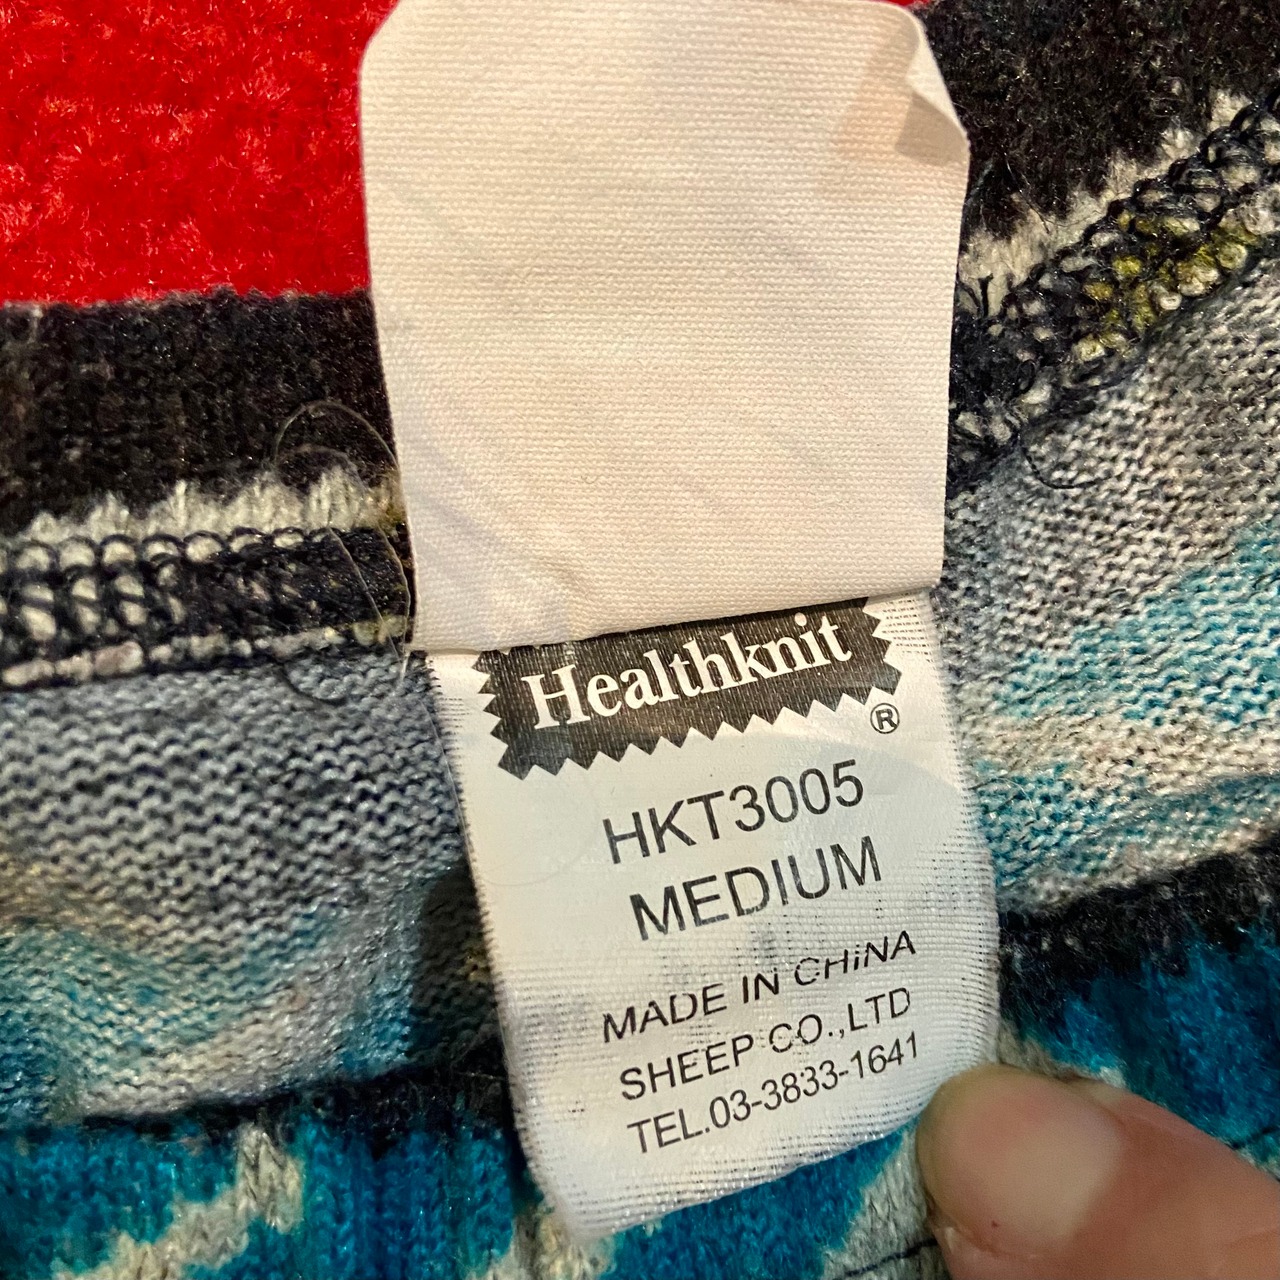 Healthknit
®
HKT3005
MEDIUM
MADE IN CHiNA
SHEEP CO.,LTD
TEL.03-3833-1641